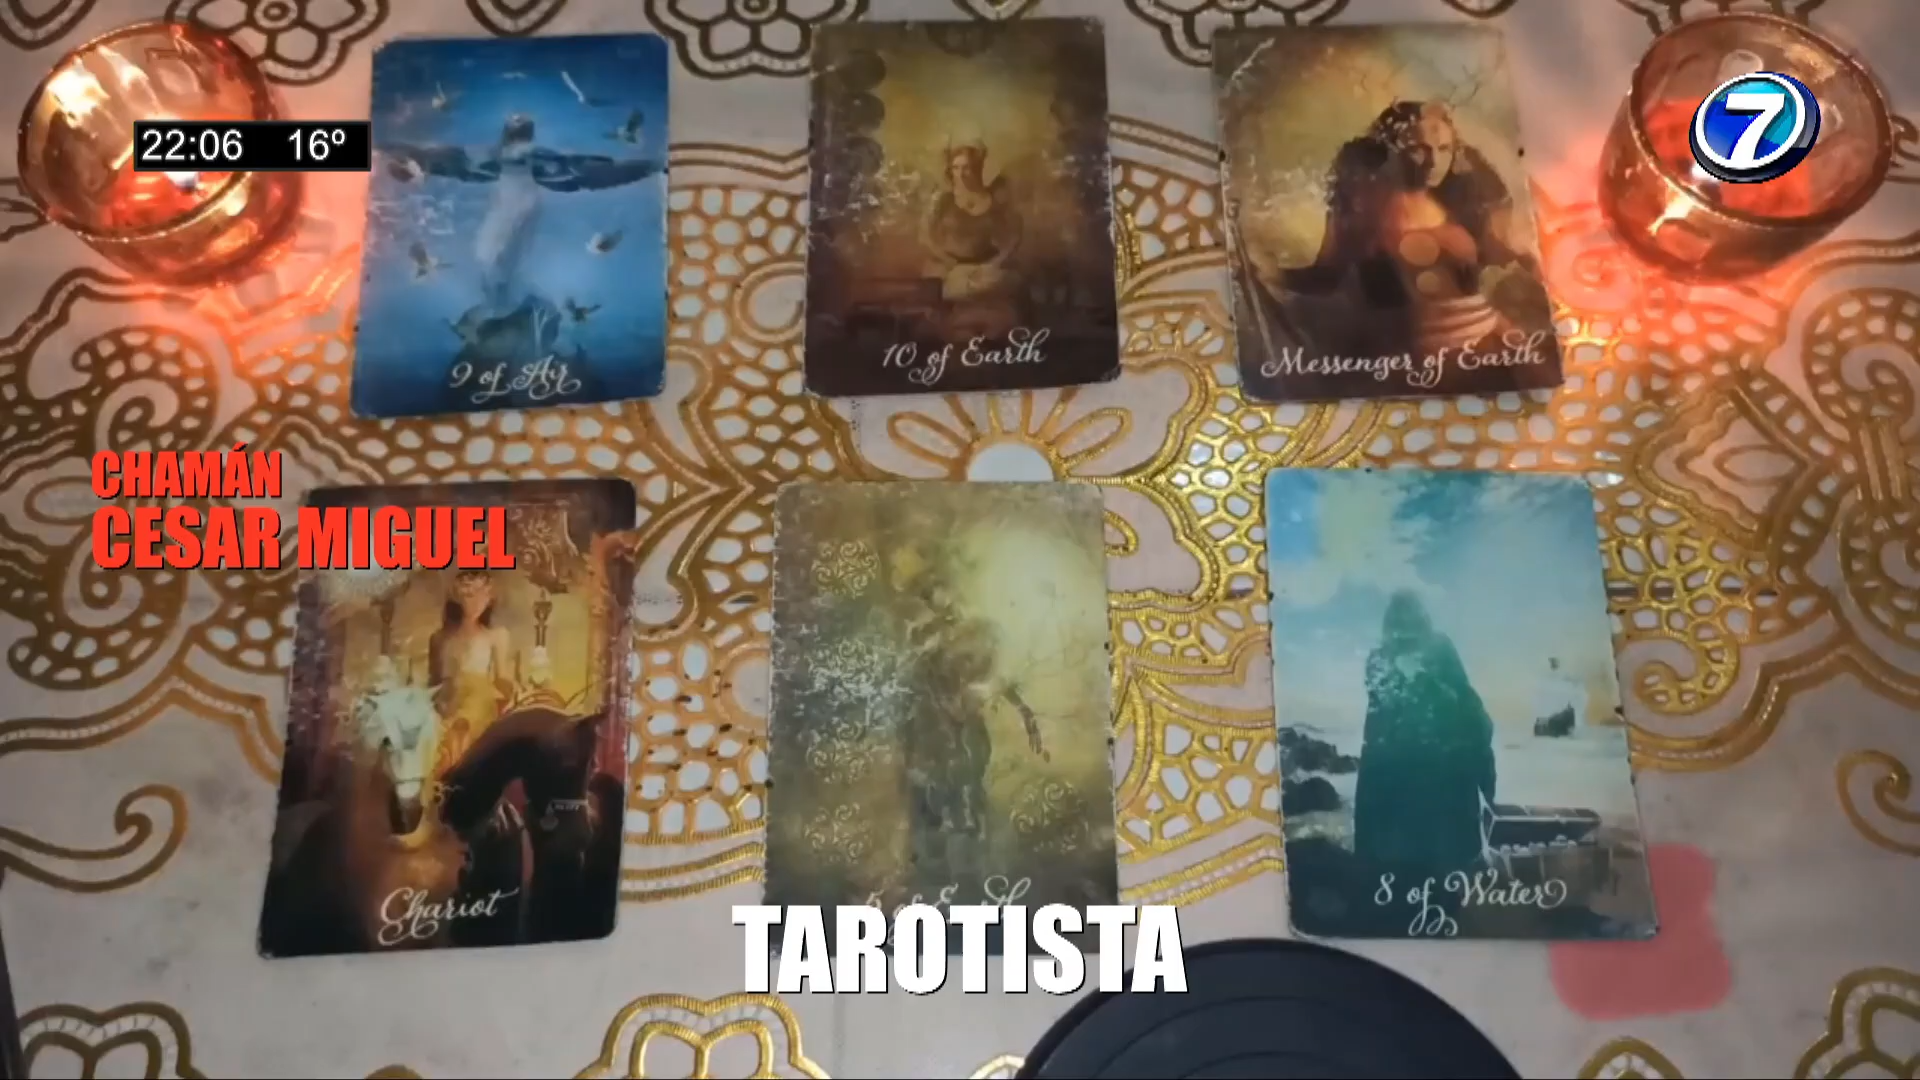 22:06 16º
7
9 of Air
10 of Earth
Messenger of Earth
CHAMÁN
CESAR MIGUEL
Chariot
8 of Water
TAROTISTA